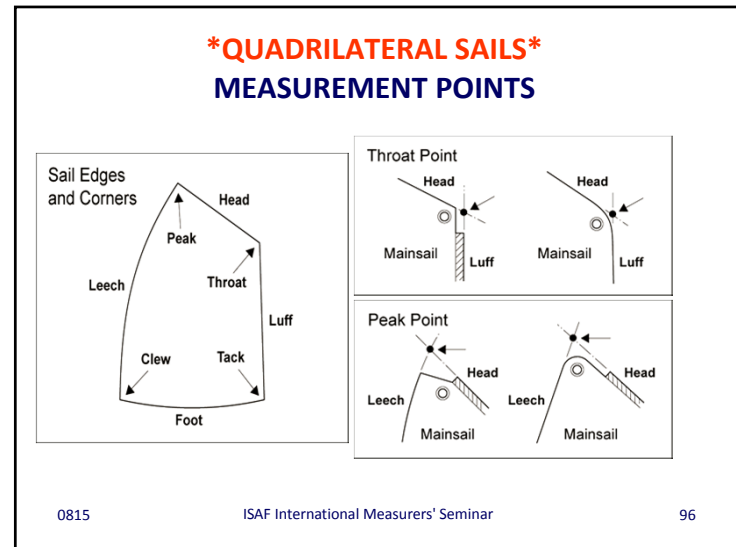 *QUADRILATERAL SAILS*
MEASUREMENT POINTS
Sail Edges
and Corners
Head
Peak
Throat
Leech
Luff
Clew
Tack
Foot
Throat Point
Head
Mainsail
Luff
Head
Mainsail
Luff
Peak Point
Head
Leech
Mainsail
Head
Leech
Mainsail
0815
ISAF International Measurers' Seminar
96